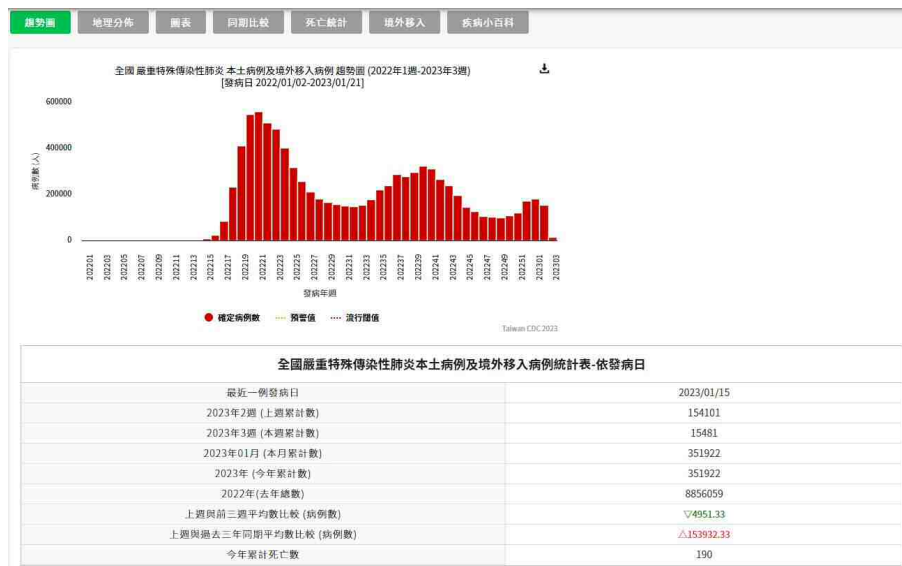 趨勢圖 地理分佈 圖表 同期比較 死亡統計 境外移入 疾病小百科
全國 嚴重特殊傳染性肺炎 本土病例及境外移入病例 趨勢圖 (2022年1週-2023年3週)
[發病日 2022/01/02-2023/01/21]
600000
400000
200000
0
病例數 (人)
202201 202203 202205 202207 202209 202211 202213 202215 202217 202219 202221 202223 202225 202227 202229 202231 202233 202235 202237 202239 202241 202243 202245 202247 202249 202251 202301 202303
發病年週
確定病例數 預警值 流行閾值
Taiwan CDC 2023
全國嚴重特殊傳染性肺炎本土病例及境外移入病例統計表-依發病日
最近一例發病日 2023/01/15
2023年2週 (上週累計數) 154101
2023年3週 (本週累計數) 15481
2023年01月 (本月累計數) 351922
2023年 (今年累計數) 351922
2022年(去年總數) 8856059
上週與前三週平均數比較 (病例數) ▽4951.33
上週與過去三年同期平均數比較 (病例數) △153932.33
今年累計死亡數 190